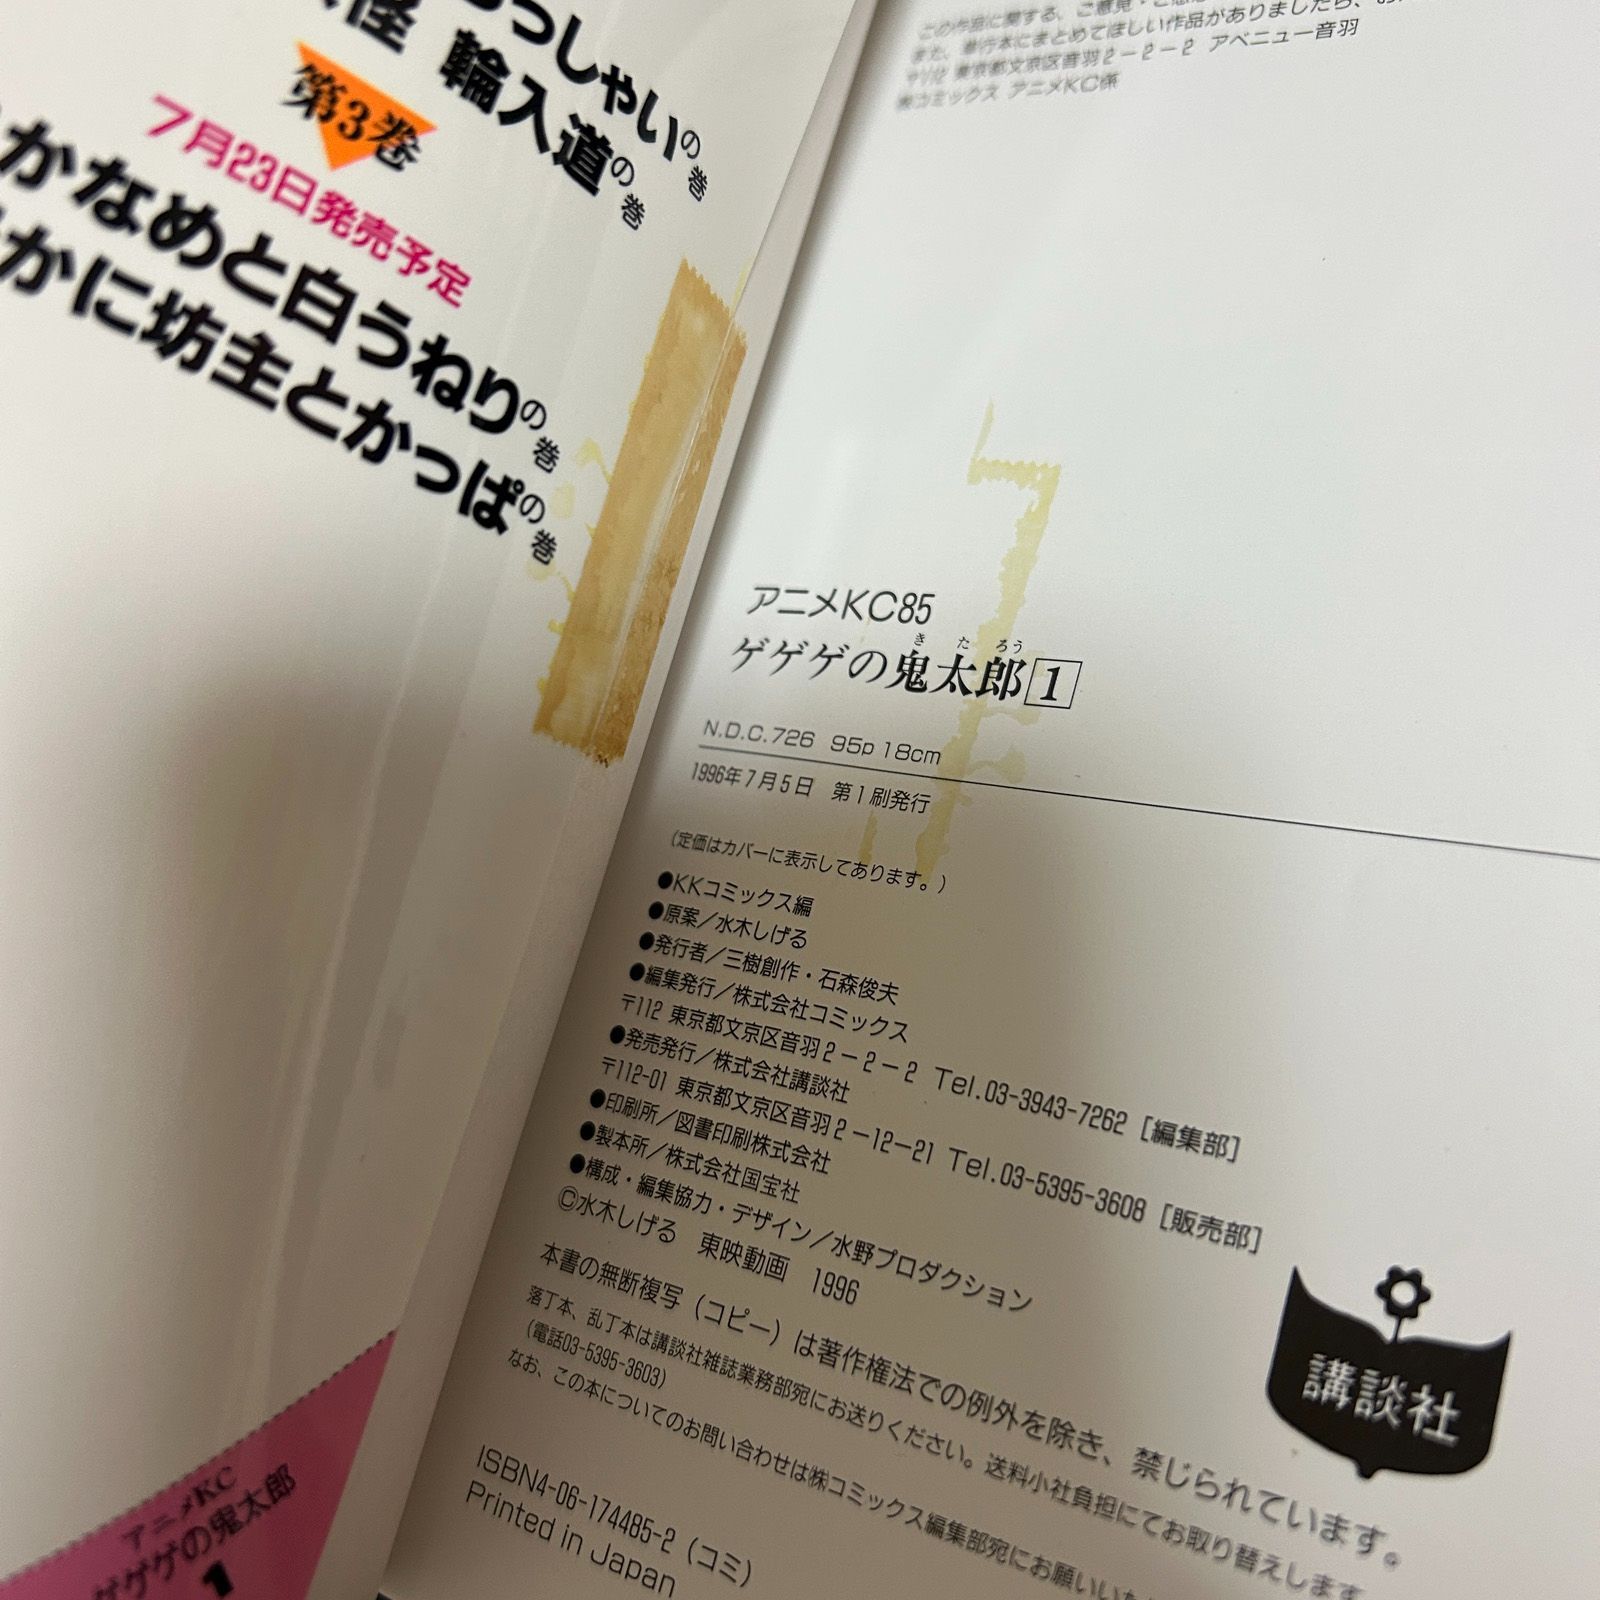 っしゃいの巻
怪 輪入道の巻
第3巻
7月23日発売予定
かなめと白うねりの巻
かに坊主とかっぱの巻
アニメKC
ゲゲゲの鬼太郎
1
この作品に関する、ご意見・ご感
また、単行本にまとめてほしい作品がありましたら、お
〒112 東京都文京区音羽2-2-2 アベニュー音羽
㈱コミックス アニメKC係
アニメKC85
きたろう
ゲゲゲの鬼太郎1
N.D.C.726 95p 18cm
1996年7月5日 第1刷発行
(定価はカバーに表示してあります。)
●KKコミックス編
●原案/水木しげる
●発行者/三樹創作・石森俊夫
●編集発行/株式会社コミックス
〒112 東京都文京区音羽2-2-2 Tel.03-3943-7262[編集部]
●発売発行/株式会社講談社
〒112-01 東京都文京区音羽2-12-21 Tel.03-5395-3608[販売部]
●印刷所/図書印刷株式会社
●製本所/株式会社国宝社
●構成・編集協力・デザイン/水野プロダクション
©水木しげる 東映動画 1996
本書の無断複写(コピー)は著作権法での例外を除き、禁じられています。
落丁本、乱丁本は講談社雑誌業務部宛にお送りください。送料小社負担にてお取り替えします
(電話03-5395-3603)
なお、この本についてのお問い合わせは㈱コミックス編集部宛にお願いいた
ISBN4-06-174485-2(コミ)
Printed in Japan
講談社